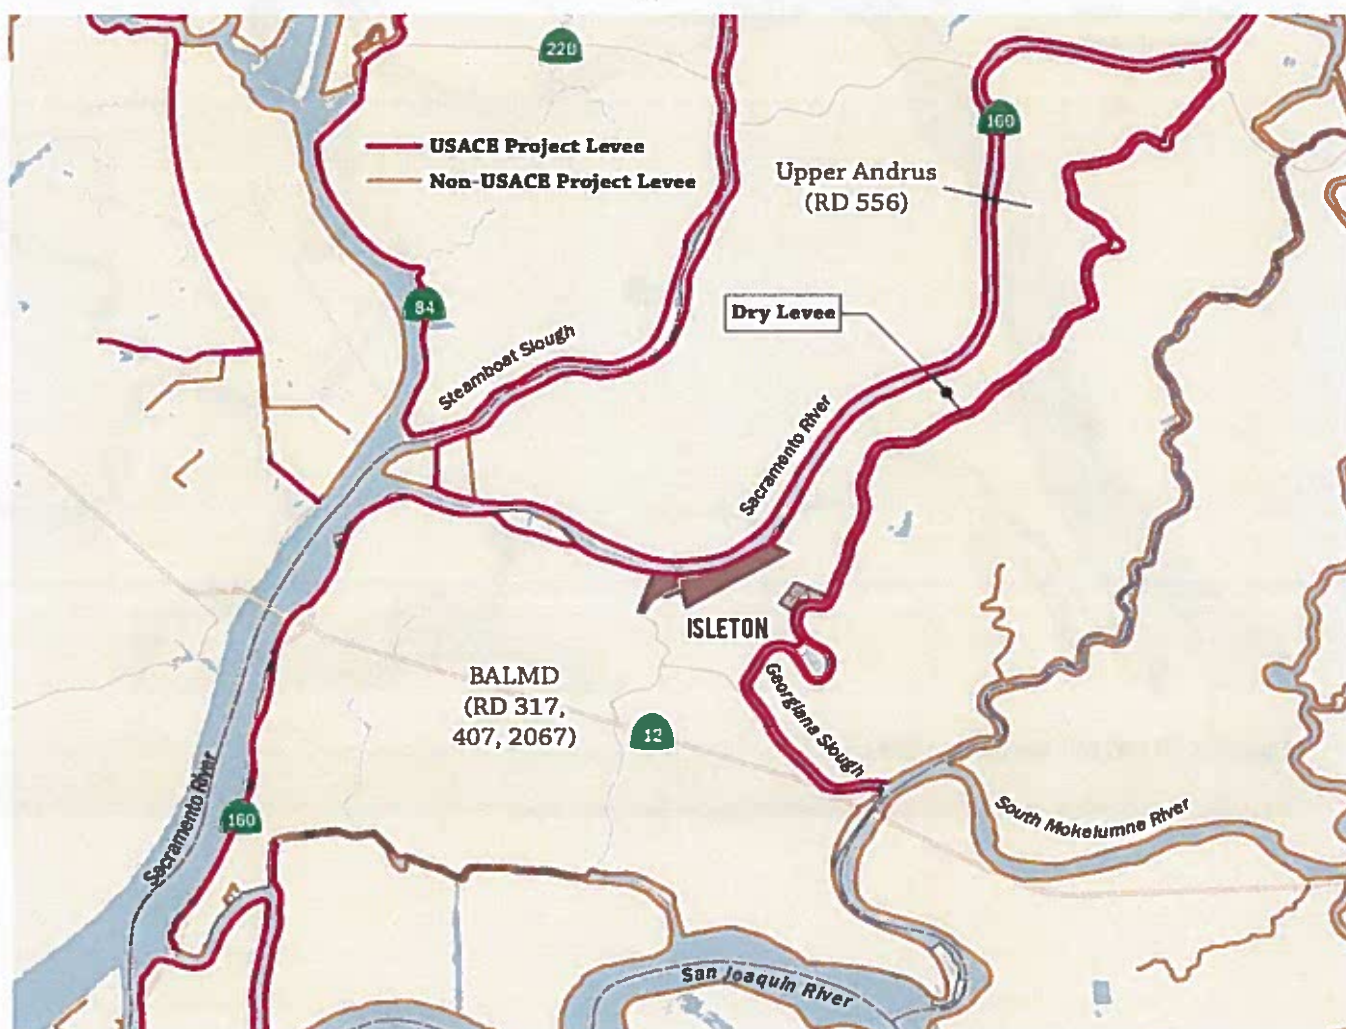 220
USACE Project Levee
Non-USACE Project Levee
160
Upper Andrus
(RD 556)
84
Dry Levee
Steamboat Slough
Sacramento River
ISLETON
BALMD
(RD 317,
407, 2067)
12
Georgiana Slough
Sacramento River
160
South Mokelumne River
San Joaquin River